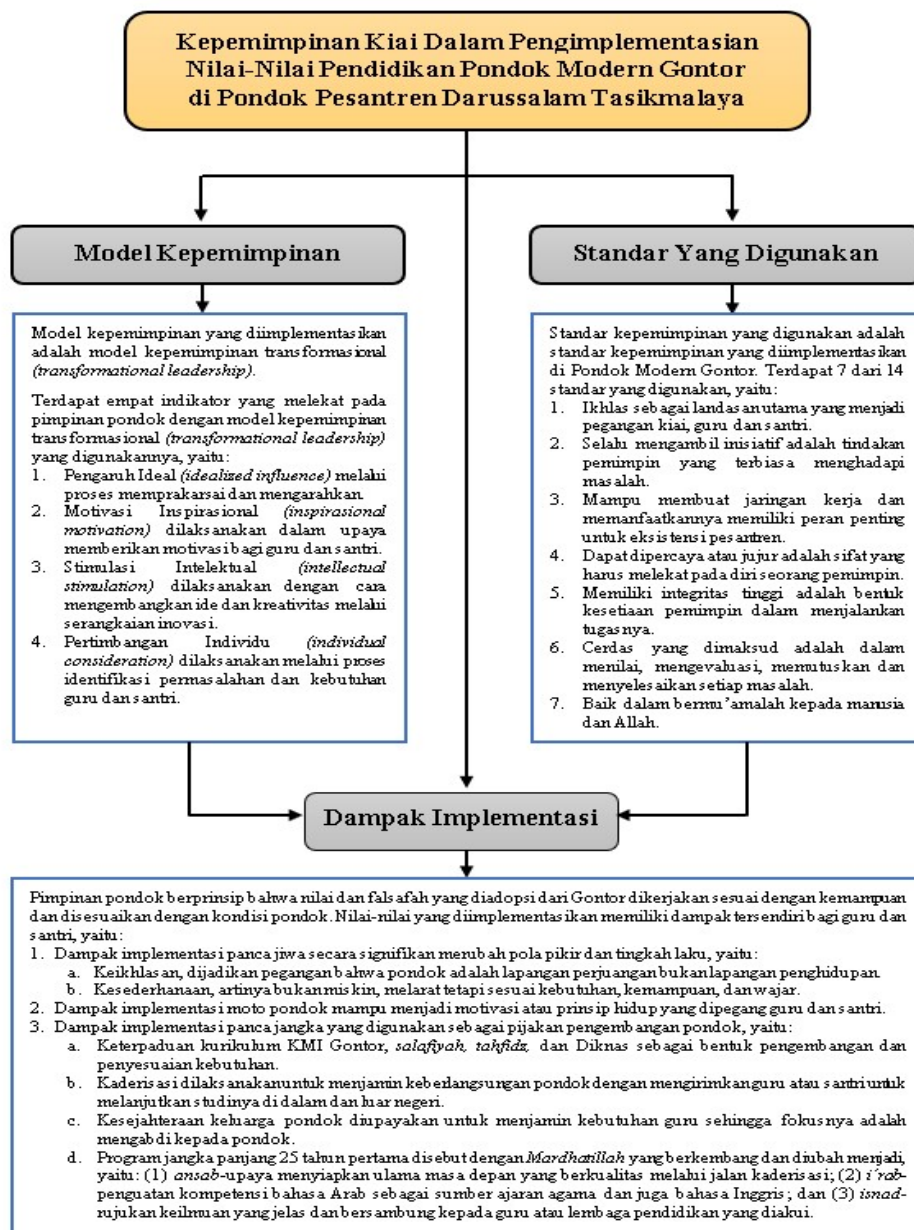 Kepemimpinan Kiai Dalam Pengimplementasian
Nilai-Nilai Pendidikan Pondok Modern Gontor
di Pondok Pesantren Darussalam Tasikmalaya
Model Kepemimpinan
Model kepemimpinan yang diimplementasikan
adalah model kepemimpinan transformasional
(transformational leadership).
Terdapat empat indikator yang melekat pada
pimpinan pondok dengan model kepemimpinan
transformasional (transformational leadership)
yang digunakannya, yaitu:
1. Pengaruh Ideal (idealized influence) melalui
proses memprakarsai dan mengarahkan.
2. Motivasi Inspirasional (inspirasional
motivation) dilaksanakan dalam upaya
memberikan motivasi bagi guru dan santri.
3. Stimulasi Intelektual (intellectual
stimulation) dilaksanakan dengan cara
mengembangkan ide dan kreativitas melalui
serangkaian inovasi.
4. Pertimbangan Individu (individual
consideration) dilaksanakan melalui proses
identifikasi permasalahan dan kebutuhan
guru dan santri.
Standar Yang Digunakan
Standar kepemimpinan yang digunakan adalah
standar kepemimpinan yang diimplementasikan
di Pondok Modern Gontor. Terdapat 7 dari 14
standar yang digunakan, yaitu:
1. Ikhlas sebagai landasan utama yang menjadi
pegangan kiai, guru dan santri.
2. Selalu mengambil inisiatif adalah tindakan
pemimpin yang terbiasa menghadapi
masalah.
3. Mampu membuat jaringan kerja dan
memanfaatkannya memiliki peran penting
untuk eksistensi pesantren.
4. Dapat dipercaya atau jujur adalah sifat yang
harus melekat pada diri seorang pemimpin.
5. Memiliki integritas tinggi adalah bentuk
kesetiaan pemimpin dalam menjalankan
tugasnya.
6. Cerdas yang dimaksud adalah dalam
menilai, mengevaluasi, memutuskan dan
menyelesaikan setiap masalah.
7. Baik dalam bermu’amalah kepada manusia
dan Allah.
Dampak Implementasi
Pimpinan pondok berprinsip bahwa nilai dan falsafah yang diadopsi dari Gontor dikerjakan sesuai dengan kemampuan
dan disesuaikan dengan kondisi pondok. Nilai-nilai yang diimplementasikan memiliki dampak tersendiri bagi guru dan
santri, yaitu:
1. Dampak implementasi panca jiwa secara signifikan merubah pola pikir dan tingkah laku, yaitu:
a. Keikhlasan, dijadikan pegangan bahwa pondok adalah lapangan perjuangan bukan lapangan penghidupan.
b. Kesederhanaan, artinya bukan miskin, melarat tetapi sesuai kebutuhan, kemampuan, dan wajar.
2. Dampak implementasi moto pondok mampu menjadi motivasi atau prinsip hidup yang dipegang guru dan santri.
3. Dampak implementasi panca jangka yang digunakan sebagai pijakan pengembangan pondok, yaitu:
a. Keterpaduan kurikulum KMI Gontor, salafiyah, tahfidz, dan Diknas sebagai bentuk pengembangan dan
penyesuaian kebutuhan.
b. Kaderisasi dilaksanakan untuk menjamin keberlangsungan pondok dengan mengirimkan guru atau santri untuk
melanjutkan studinya di dalam dan luar negeri.
c. Kesejahteraan keluarga pondok diupayakan untuk menjamin kebutuhan guru sehingga fokusnya adalah
mengabdi kepada pondok.
d. Program jangka panjang 25 tahun pertama disebut dengan Mardhatillah yang berkembang dan diubah menjadi,
yaitu: (1) ansab-upaya menyiapkan ulama masa depan yang berkualitas melalui jalan kaderisasi; (2) i’rab-
penguatan kompetensi bahasa Arab sebagai sumber ajaran agama dan juga bahasa Inggris; dan (3) isnad-
rujukan keilmuan yang jelas dan bersambung kepada guru atau lembaga pendidikan yang diakui.